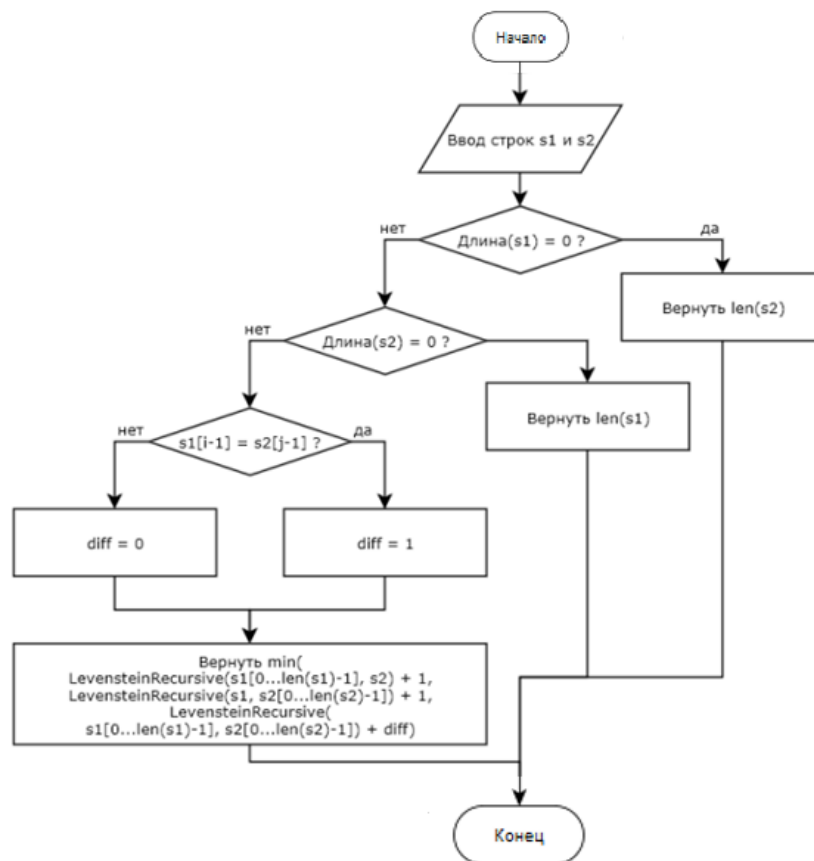 Начало
Ввод строк s1 и s2
нет
Длина(s1) = 0 ?
да
Вернуть len(s2)
нет
Длина(s2) = 0 ?
Вернуть len(s1)
нет
s1[i-1] = s2[j-1] ?
да
diff = 0
diff = 1
Вернуть min(
LevensteinRecursive(s1[0...len(s1)-1], s2) + 1,
LevensteinRecursive(s1, s2[0...len(s2)-1]) + 1,
LevensteinRecursive(
s1[0...len(s1)-1], s2[0...len(s2)-1]) + diff)
Конец